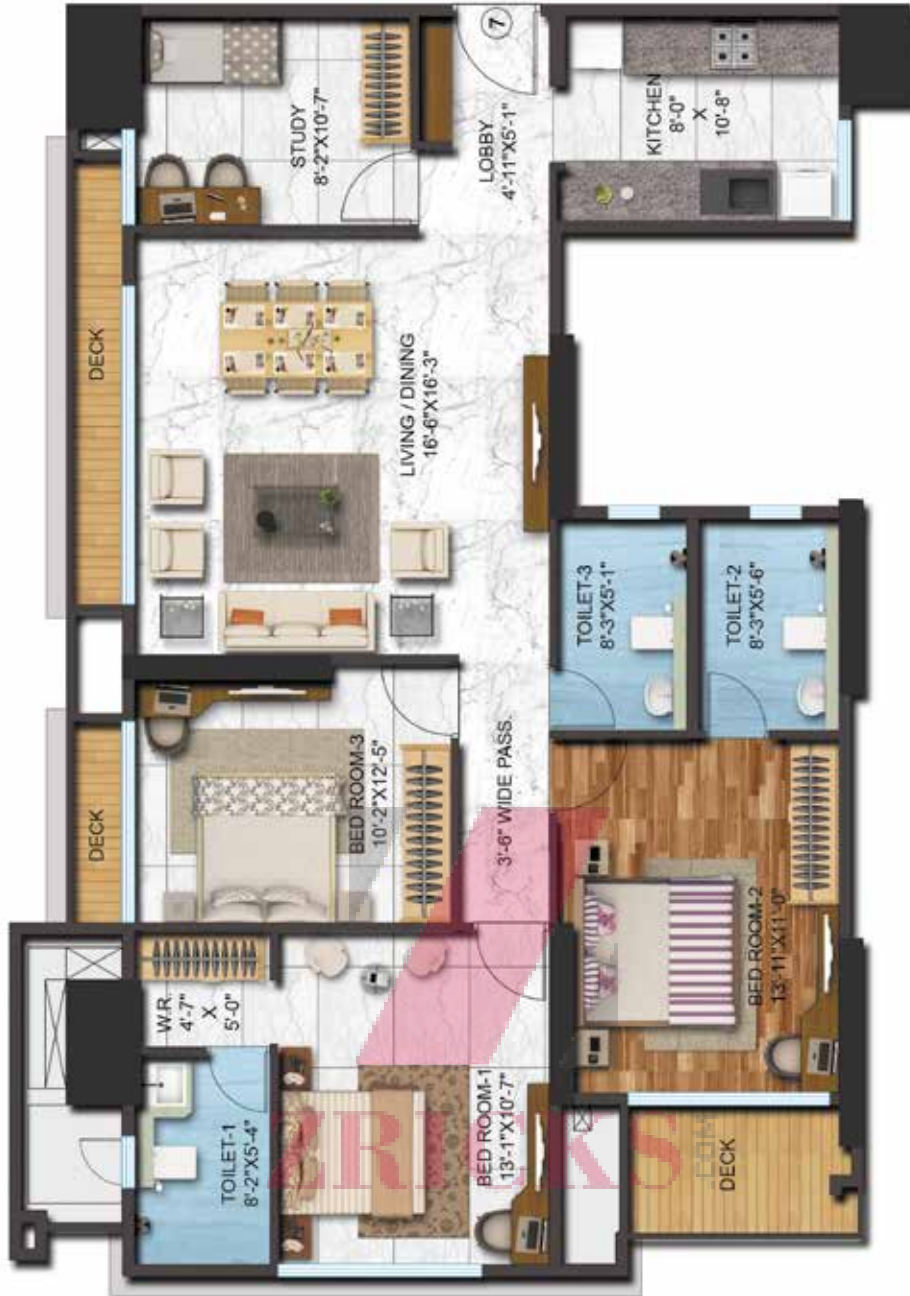 7
STUDY
8'-2"X10'-7"
LOBBY
4'-11"X5'-1"
KITCHEN
8'-0"
X
10'-8"
DECK
LIVING / DINING
16'-6"X16'-3"
TOILET-3
8'-3"X5'-1"
TOILET-2
8'-3"X5'-6"
DECK
BED ROOM-3
10'-2"X12'-5"
3'-6" WIDE PASS.
BED ROOM-2
13'-11"X11'-0"
W.R.
4'-7"
X
5'-0"
TOILET-1
8'-2"X5'-4"
BED ROOM-1
13'-1"X10'-7"
DECK
ZRICKS
.COM